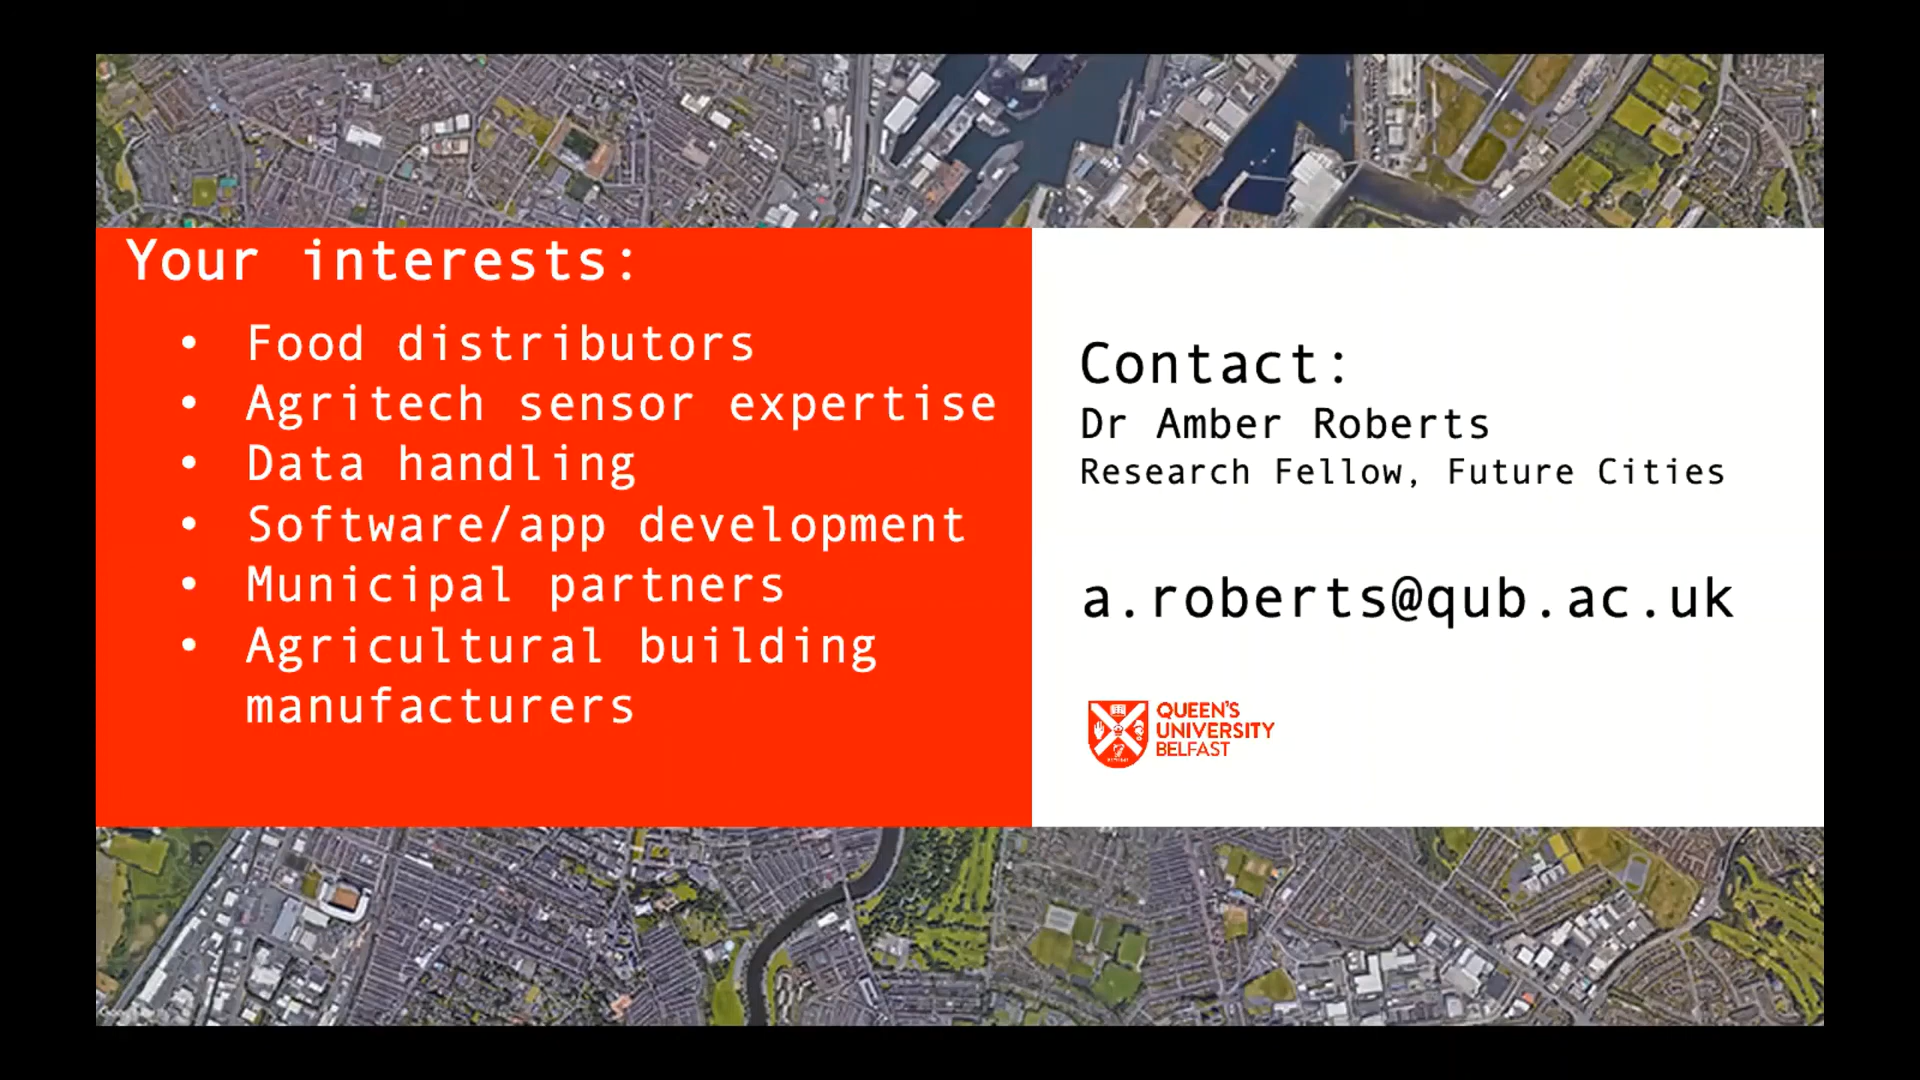 Your interests:
• Food distributors
• Agritech sensor expertise
• Data handling
• Software/app development
• Municipal partners
• Agricultural building
manufacturers
Contact:
Dr Amber Roberts
Research Fellow, Future Cities
a.roberts@qub.ac.uk
QUEEN'S
UNIVERSITY
BELFAST